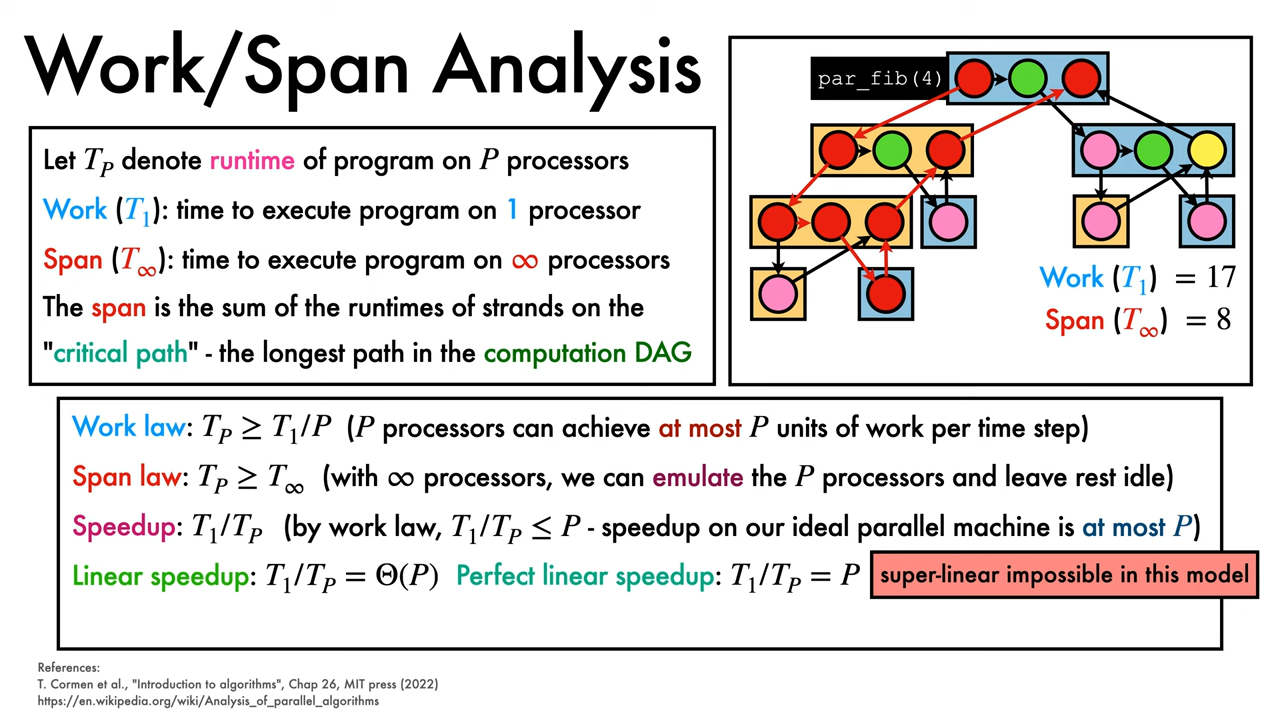 Work/Span Analysis
Let T_P denote runtime of program on P processors
Work (T_1): time to execute program on 1 processor
Span (T_∞): time to execute program on ∞ processors
The span is the sum of the runtimes of strands on the
"critical path" - the longest path in the computation DAG
par_fib(4)
Work (T_1) = 17
Span (T_∞) = 8
Work law: T_P ≥ T_1/P (P processors can achieve at most P units of work per time step)
Span law: T_P ≥ T_∞ (with ∞ processors, we can emulate the P processors and leave rest idle)
Speedup: T_1/T_P (by work law, T_1/T_P ≤ P - speedup on our ideal parallel machine is at most P)
Linear speedup: T_1/T_P = Θ(P) Perfect linear speedup: T_1/T_P = P super-linear impossible in this model
References:
T. Cormen et al., "Introduction to algorithms", Chap 26, MIT press (2022)
https://en.wikipedia.org/wiki/Analysis_of_parallel_algorithms